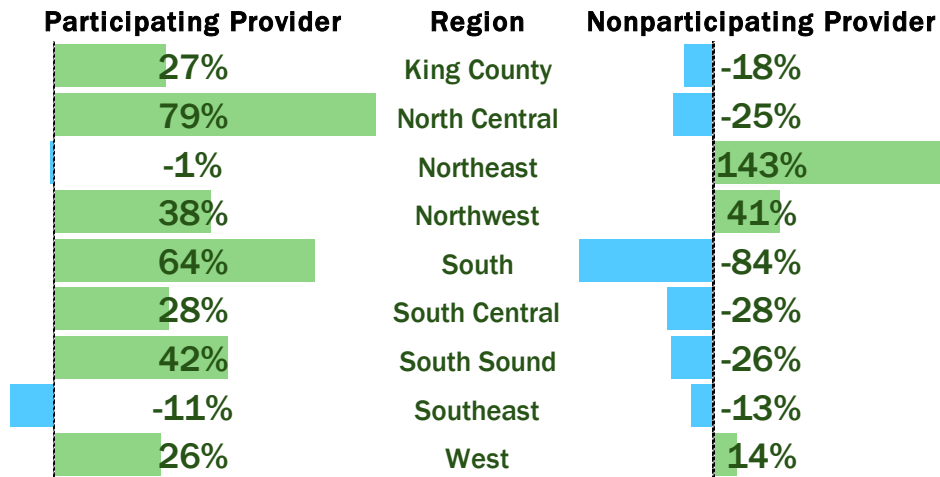 Participating Provider Region Nonparticipating Provider
27% King County -18%
79% North Central -25%
-1% Northeast 143%
38% Northwest 41%
64% South -84%
28% South Central -28%
42% South Sound -26%
-11% Southeast -13%
26% West 14%